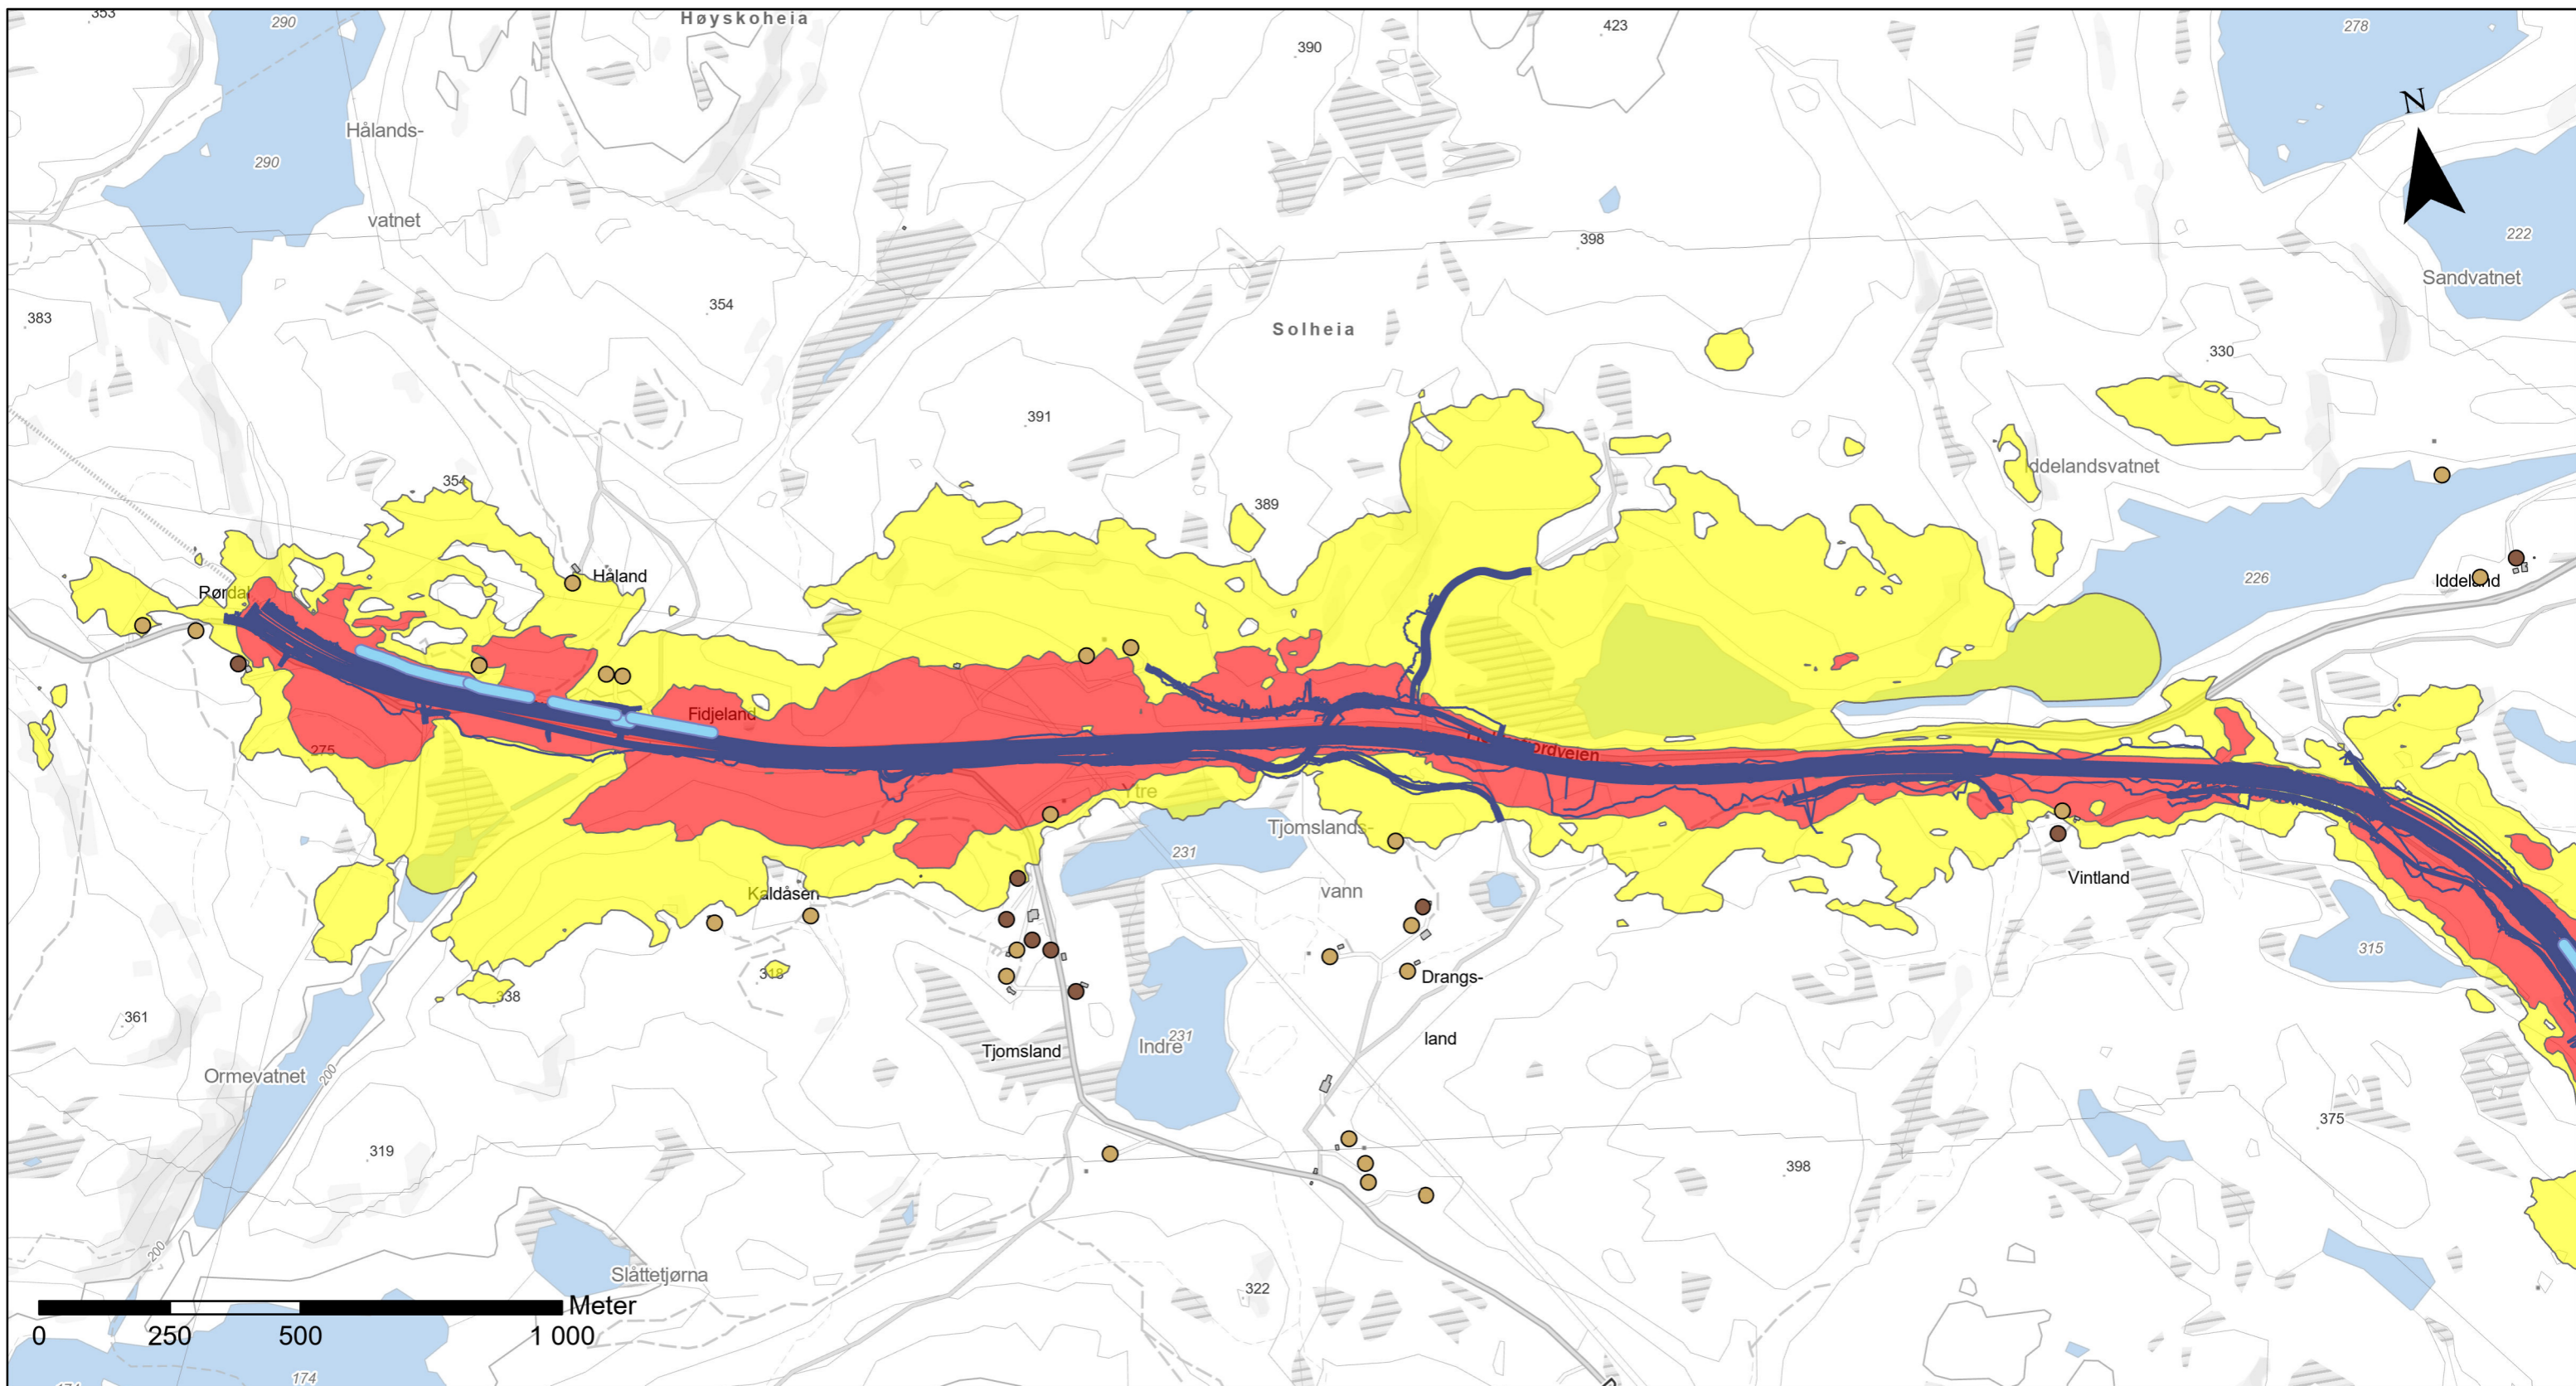 353
290
Høyskoheia
423
278
390
N
Hålands-
290
vatnet
222
398
Sandvatnet
383
354
Solheia
330
391
354
389
Iddelandsvatnet
Håland
226
Iddeland
Rørdal
Fidjeland
275
Ytre
Tjomslands-
231
vann
Kaldåsen
Vintland
315
318
338
Drangs-
361
land
231
Indre
Tjomsland
Ormevatnet
200
375
319
398
200
Slåttetjørna
322
Meter
0 250 500 1 000
174